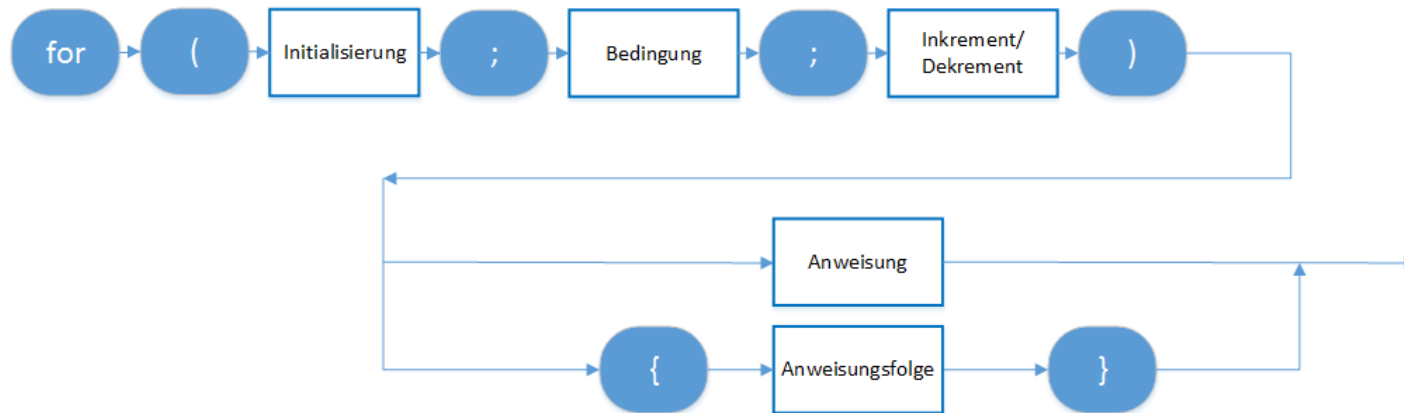 for ( Initialisierung ; Bedingung ; Inkrement/
Dekrement )
Anweisung
{ Anweisungsfolge }